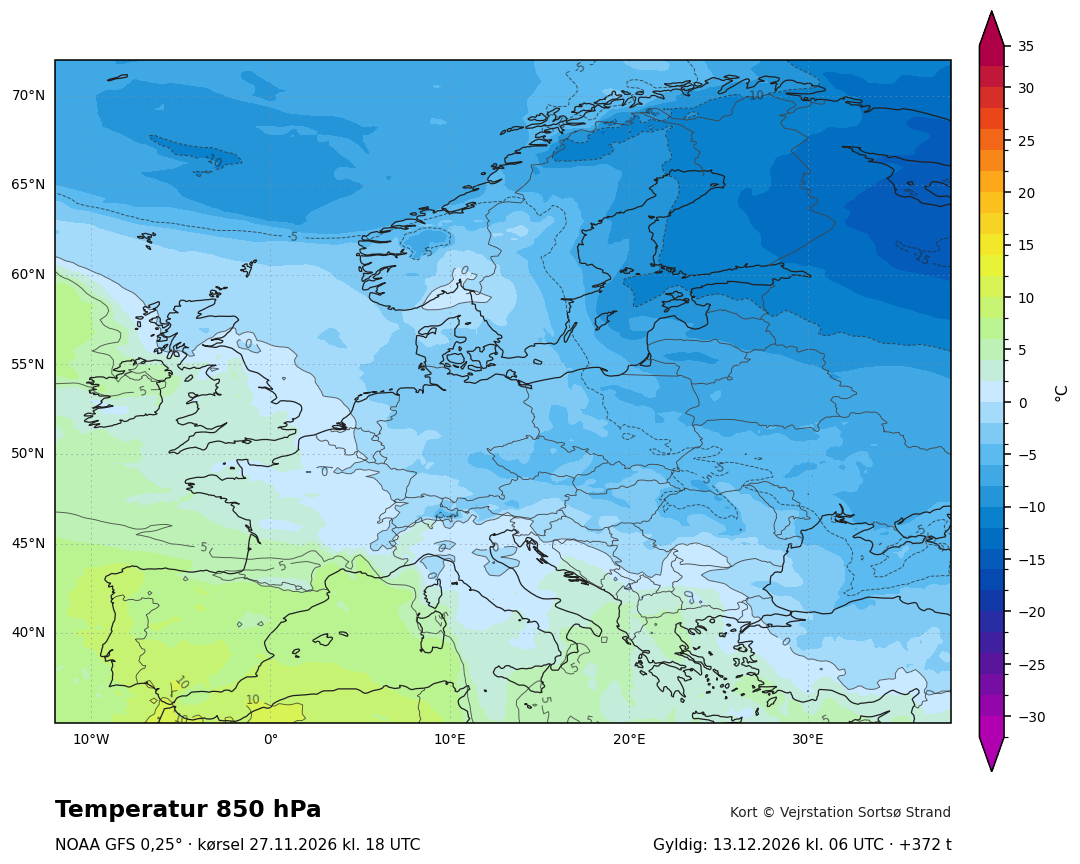 70°N
65°N
60°N
55°N
50°N
45°N
40°N
10°W
0°
10°E
20°E
30°E
35
30
25
20
15
10
5
0
−5
−10
−15
−20
−25
−30
°C
Temperatur 850 hPa
Kort © Vejrstation Sortsø Strand
NOAA GFS 0,25° · kørsel 27.11.2026 kl. 18 UTC
Gyldig: 13.12.2026 kl. 06 UTC · +372 t